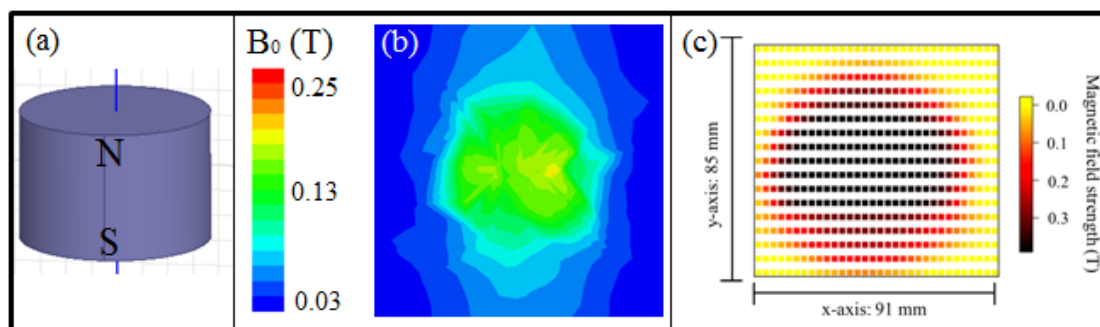 (a)
N
S
B₀ (T)
0.25
0.13
0.03
(b)
(c)
y-axis: 85 mm
x-axis: 91 mm
0.0
0.1
0.2
0.3
Magnetic field strength (T)